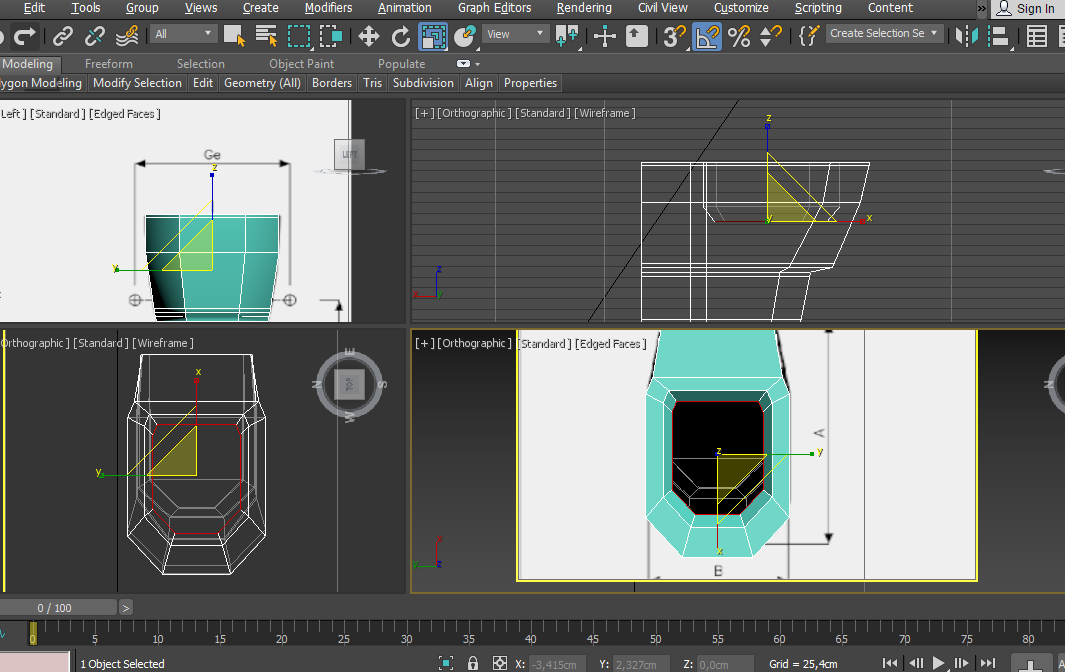 Edit Tools Group Views Create Modifiers Animation Graph Editors Rendering Civil View Customize Scripting Content » Sign In
All View 3 Create Selection Se
Modeling Freeform Selection Object Paint Populate
lygon Modeling Modify Selection Edit Geometry (All) Borders Tris Subdivision Align Properties
Left ] [Standard ] [Edged Faces ]
[+] [Orthographic ] [Standard ] [Wireframe ]
LEFT
Ge
z
y
z
y
x
z
x
y
Orthographic ] [Standard ] [Wireframe ]
[+] [Orthographic ] [Standard ] [Edged Faces ]
E
N
TOP
S
W
x
y
x
y
z
A
z
y
x
B
N
x
y
z
0 / 100 >
0 5 10 15 20 25 30 35 40 45 50 55 60 65 70 75 80
1 Object Selected X: -3,415cm Y: 2,327cm Z: 0,0cm Grid = 25,4cm